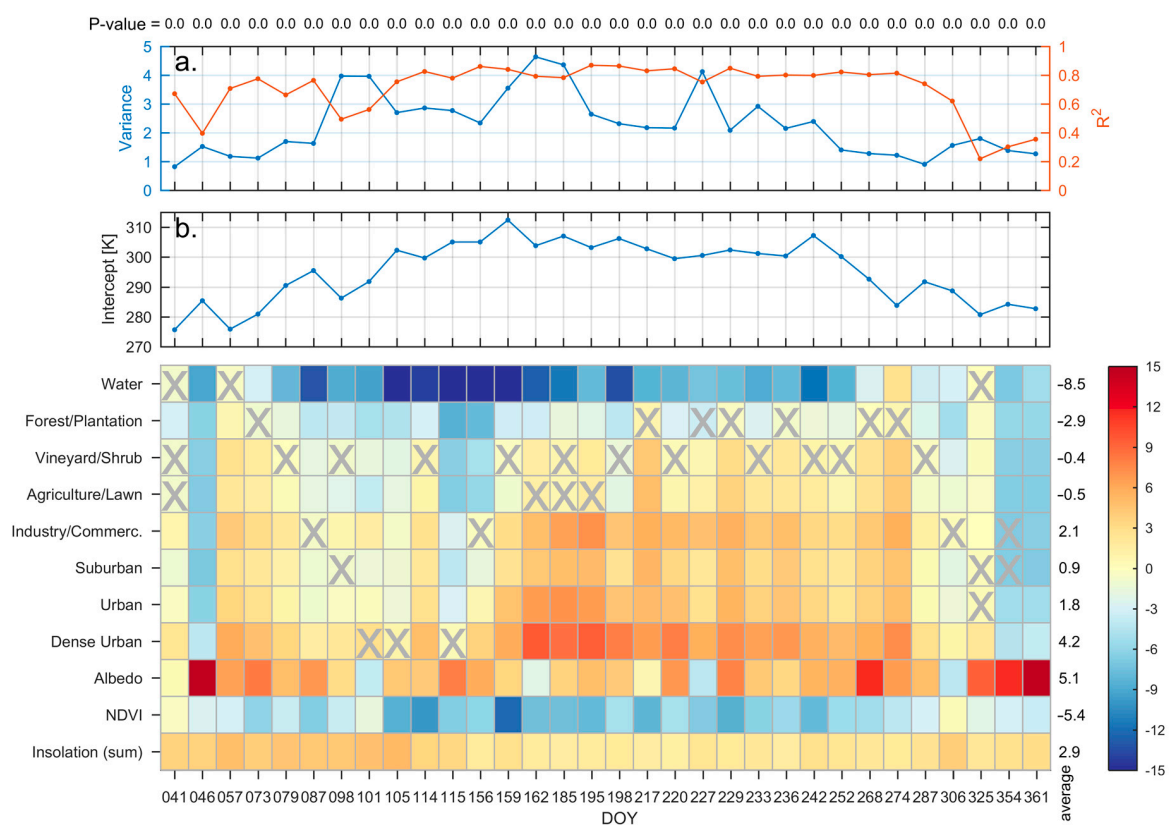 P-value = 0.0 0.0 0.0 0.0 0.0 0.0 0.0 0.0 0.0 0.0 0.0 0.0 0.0 0.0 0.0 0.0 0.0 0.0 0.0 0.0 0.0 0.0 0.0 0.0 0.0 0.0 0.0 0.0 0.0 0.0 0.0 0.0
a.
Variance
5
4
3
2
1
0
R2
1
0.8
0.6
0.4
0.2
0
b.
Intercept [K]
310
300
290
280
270
Water -8.5
Forest/Plantation -2.9
Vineyard/Shrub -0.4
Agriculture/Lawn -0.5
Industry/Commerc. 2.1
Suburban 0.9
Urban 1.8
Dense Urban 4.2
Albedo 5.1
NDVI -5.4
Insolation (sum) 2.9
average
041 046 057 073 079 087 098 101 105 114 115 156 159 162 185 195 198 217 220 227 229 233 236 242 252 268 274 287 306 325 354 361
DOY
15
12
9
6
3
0
-3
-6
-9
-12
-15